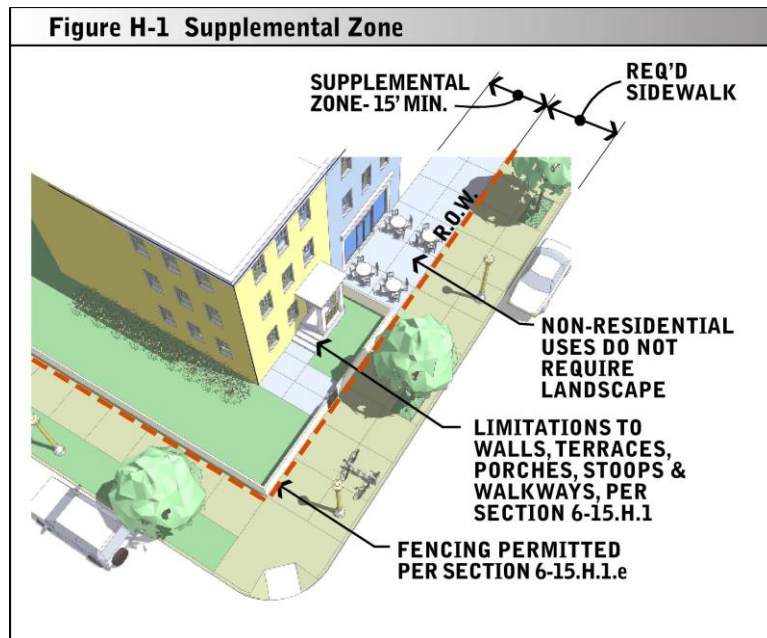 Figure H-1 Supplemental Zone
SUPPLEMENTAL
ZONE- 15' MIN.
REQ'D
SIDEWALK
R.O.W.
NON-RESIDENTIAL
USES DO NOT
REQUIRE
LANDSCAPE
LIMITATIONS TO
WALLS, TERRACES,
PORCHES, STOOPS &
WALKWAYS, PER
SECTION 6-15.H.1
FENCING PERMITTED
PER SECTION 6-15.H.1.e